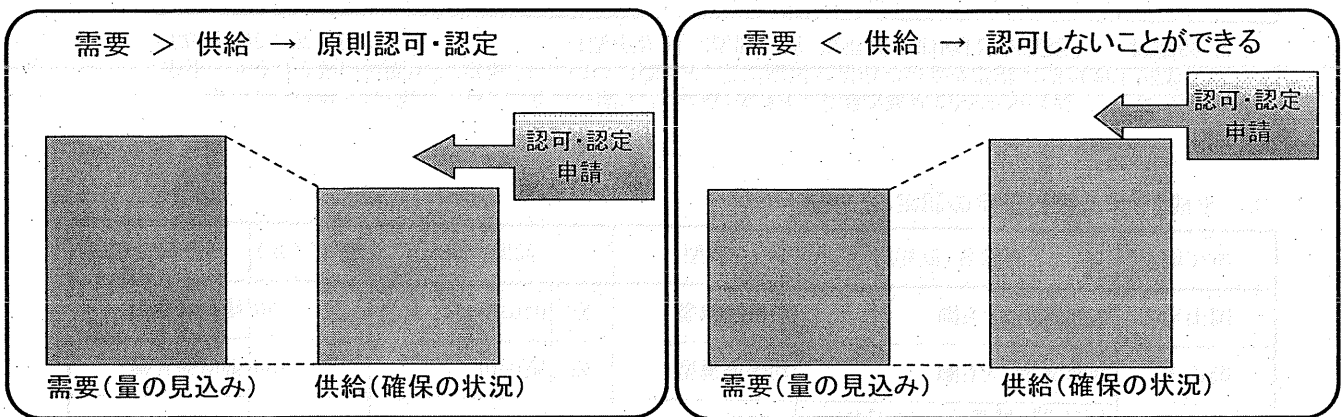 需要 > 供給 → 原則認可・認定
認可・認定
申請
需要(量の見込み)
供給(確保の状況)
需要 < 供給 → 認可しないことができる
認可・認定
申請
需要(量の見込み)
供給(確保の状況)